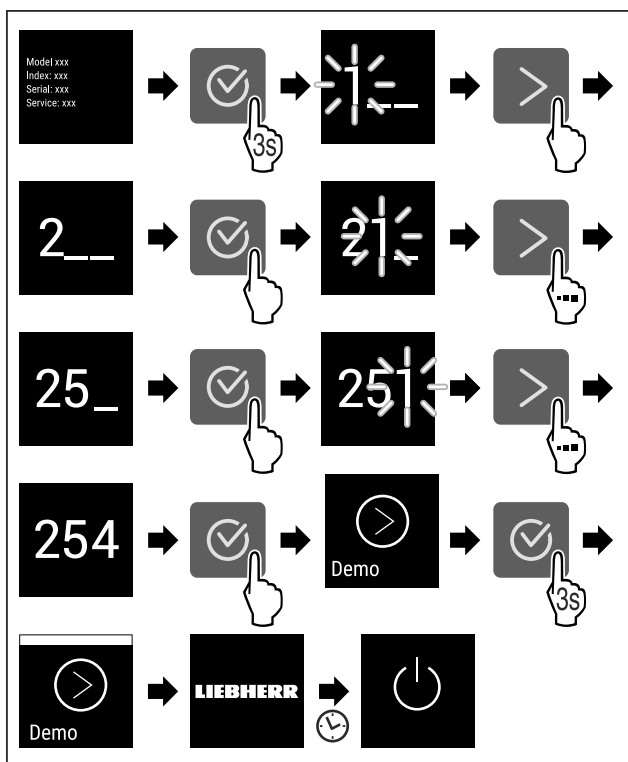 Model xxx
Index: xxx
Serial: xxx
Service: xxx
3s
1__
2__
21_
25_
251
254
Demo
3s
Demo
LIEBHERR